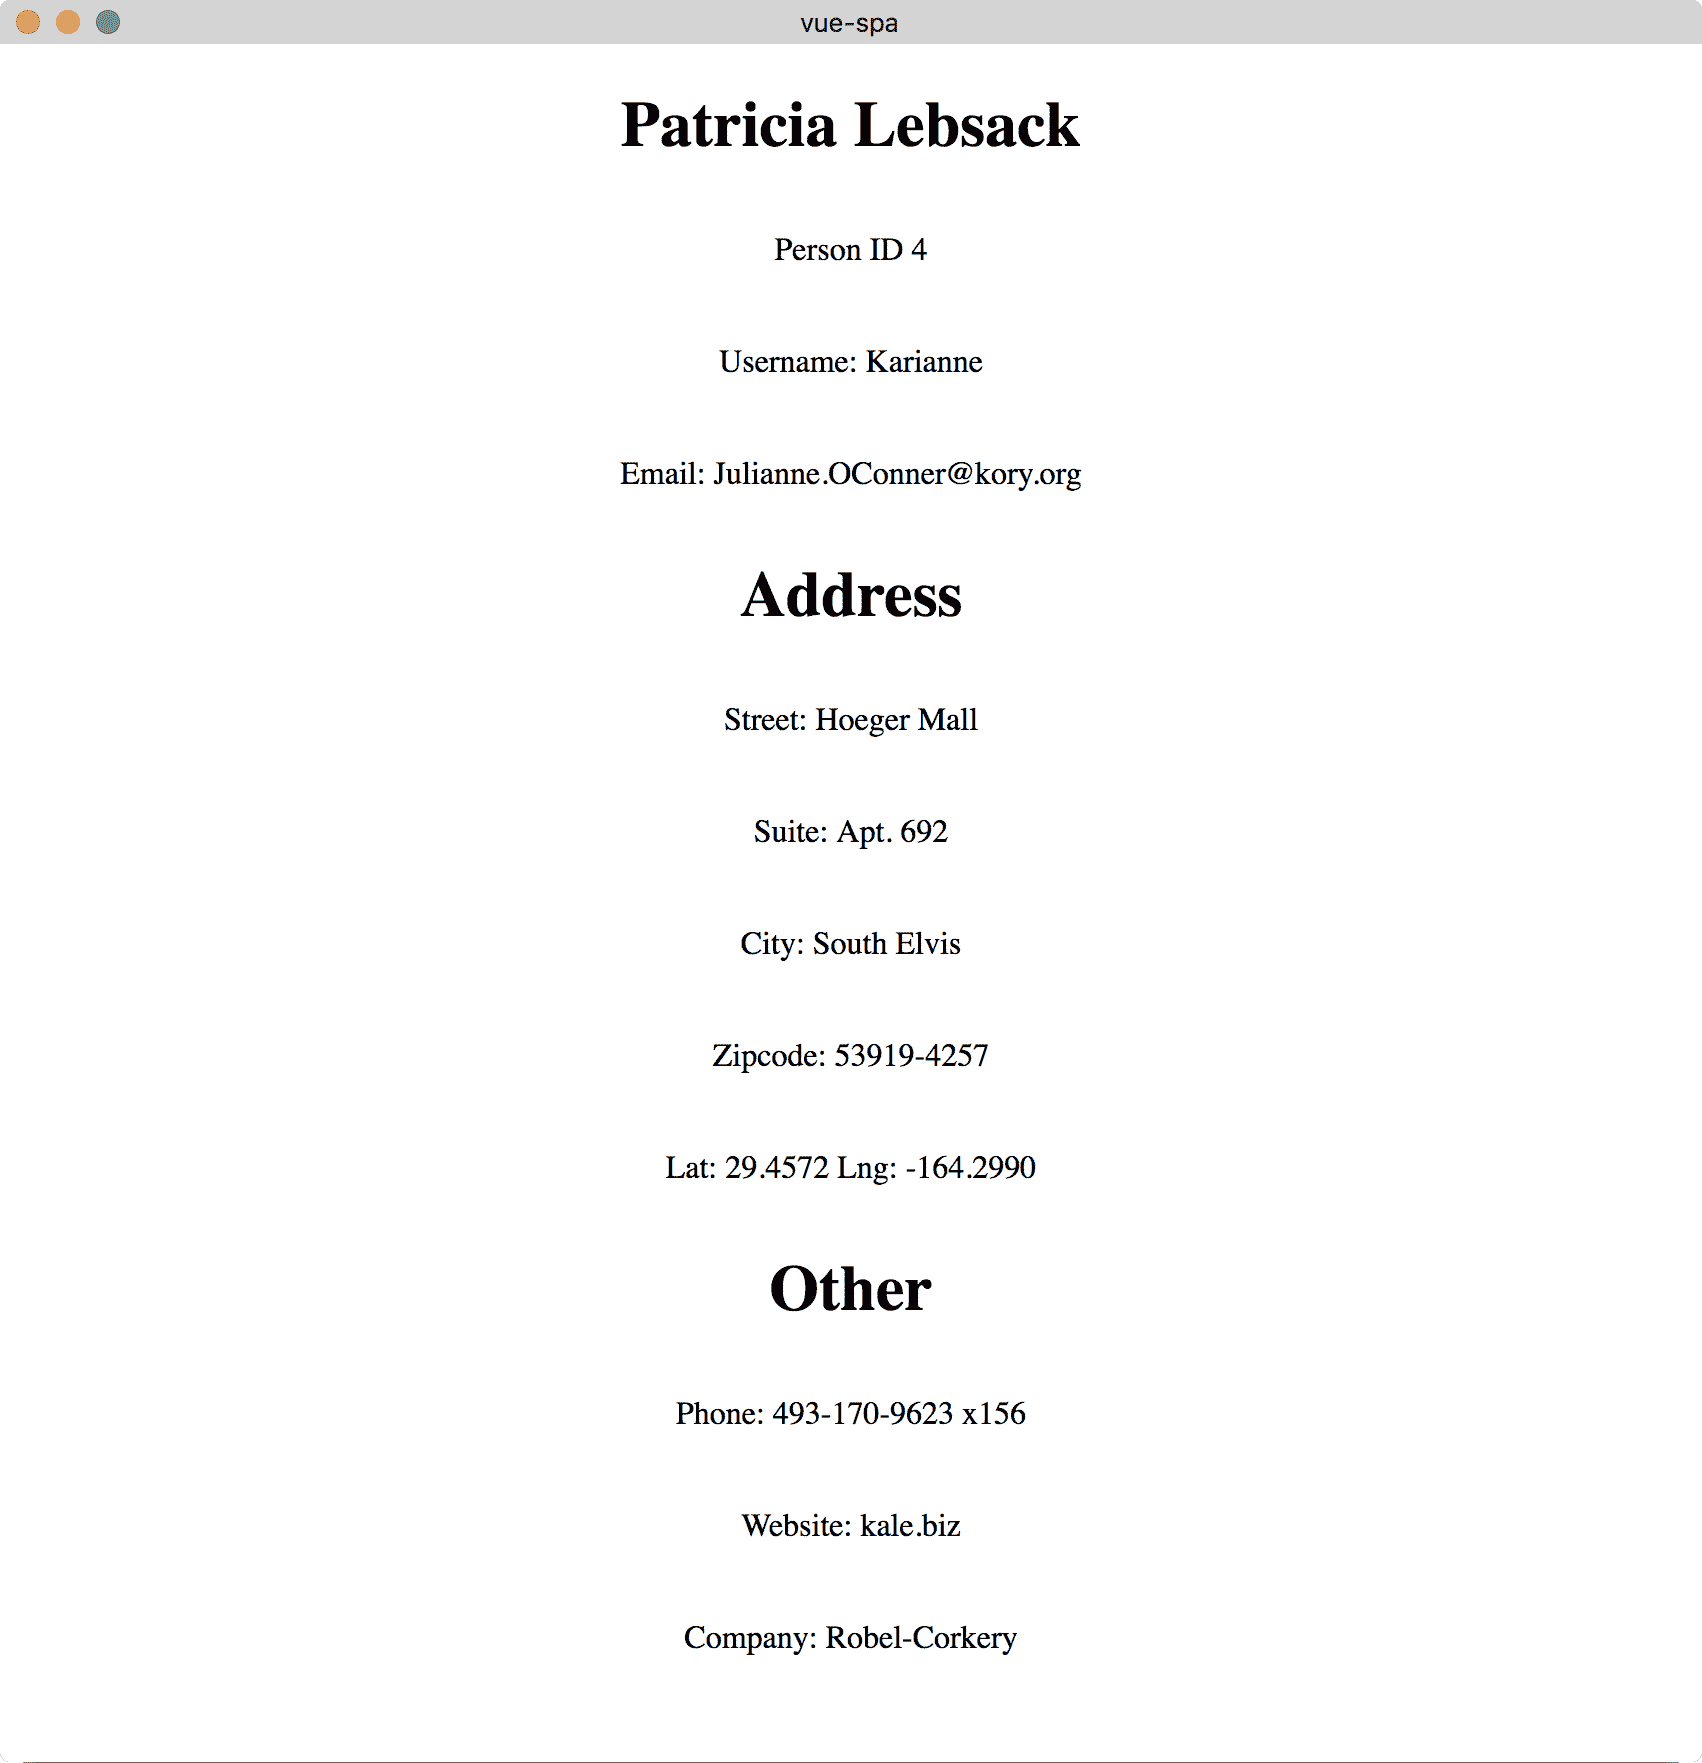 vue-spa
Patricia Lebsack
Person ID 4
Username: Karianne
Email: Julianne.OConner@kory.org
Address
Street: Hoeger Mall
Suite: Apt. 692
City: South Elvis
Zipcode: 53919-4257
Lat: 29.4572 Lng: -164.2990
Other
Phone: 493-170-9623 x156
Website: kale.biz
Company: Robel-Corkery